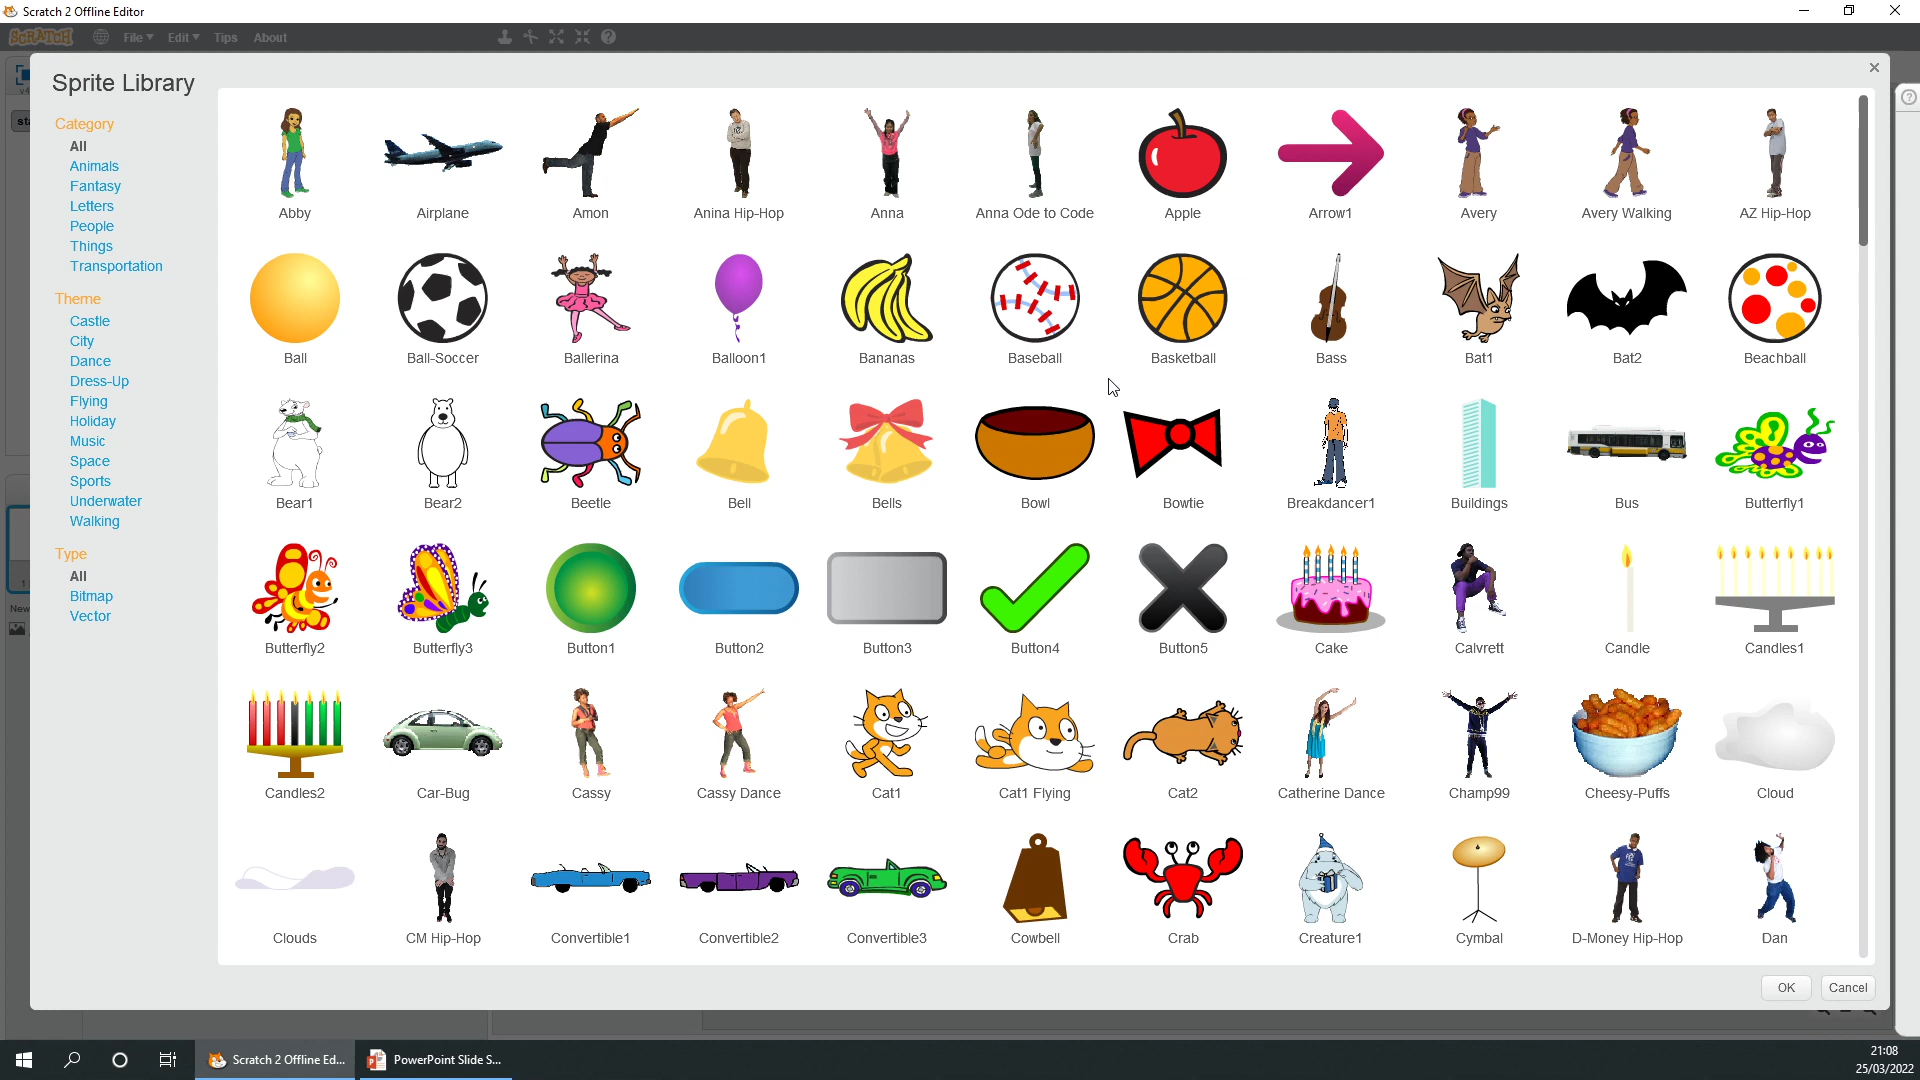 Scratch 2 Offline Editor
SCRATCH File Edit Tips About
Sprite Library
Category
All
Animals
Fantasy
Letters
People
Things
Transportation
Theme
Castle
City
Dance
Dress-Up
Flying
Holiday
Music
Space
Sports
Underwater
Walking
Type
All
Bitmap
Vector
Abby Airplane Amon Anina Hip-Hop Anna Anna Ode to Code Apple Arrow1 Avery Avery Walking AZ Hip-Hop
Ball Ball-Soccer Ballerina Balloon1 Bananas Baseball Basketball Bass Bat1 Bat2 Beachball
Bear1 Bear2 Beetle Bell Bells Bowl Bowtie Breakdancer1 Buildings Bus Butterfly1
Butterfly2 Butterfly3 Button1 Button2 Button3 Button4 Button5 Cake Calvrett Candle Candles1
Candles2 Car-Bug Cassy Cassy Dance Cat1 Cat1 Flying Cat2 Catherine Dance Champ99 Cheesy-Puffs Cloud
Clouds CM Hip-Hop Convertible1 Convertible2 Convertible3 Cowbell Crab Creature1 Cymbal D-Money Hip-Hop Dan
OK Cancel
New
Scratch 2 Offline Ed... PowerPoint Slide S...
21:08
25/03/2022